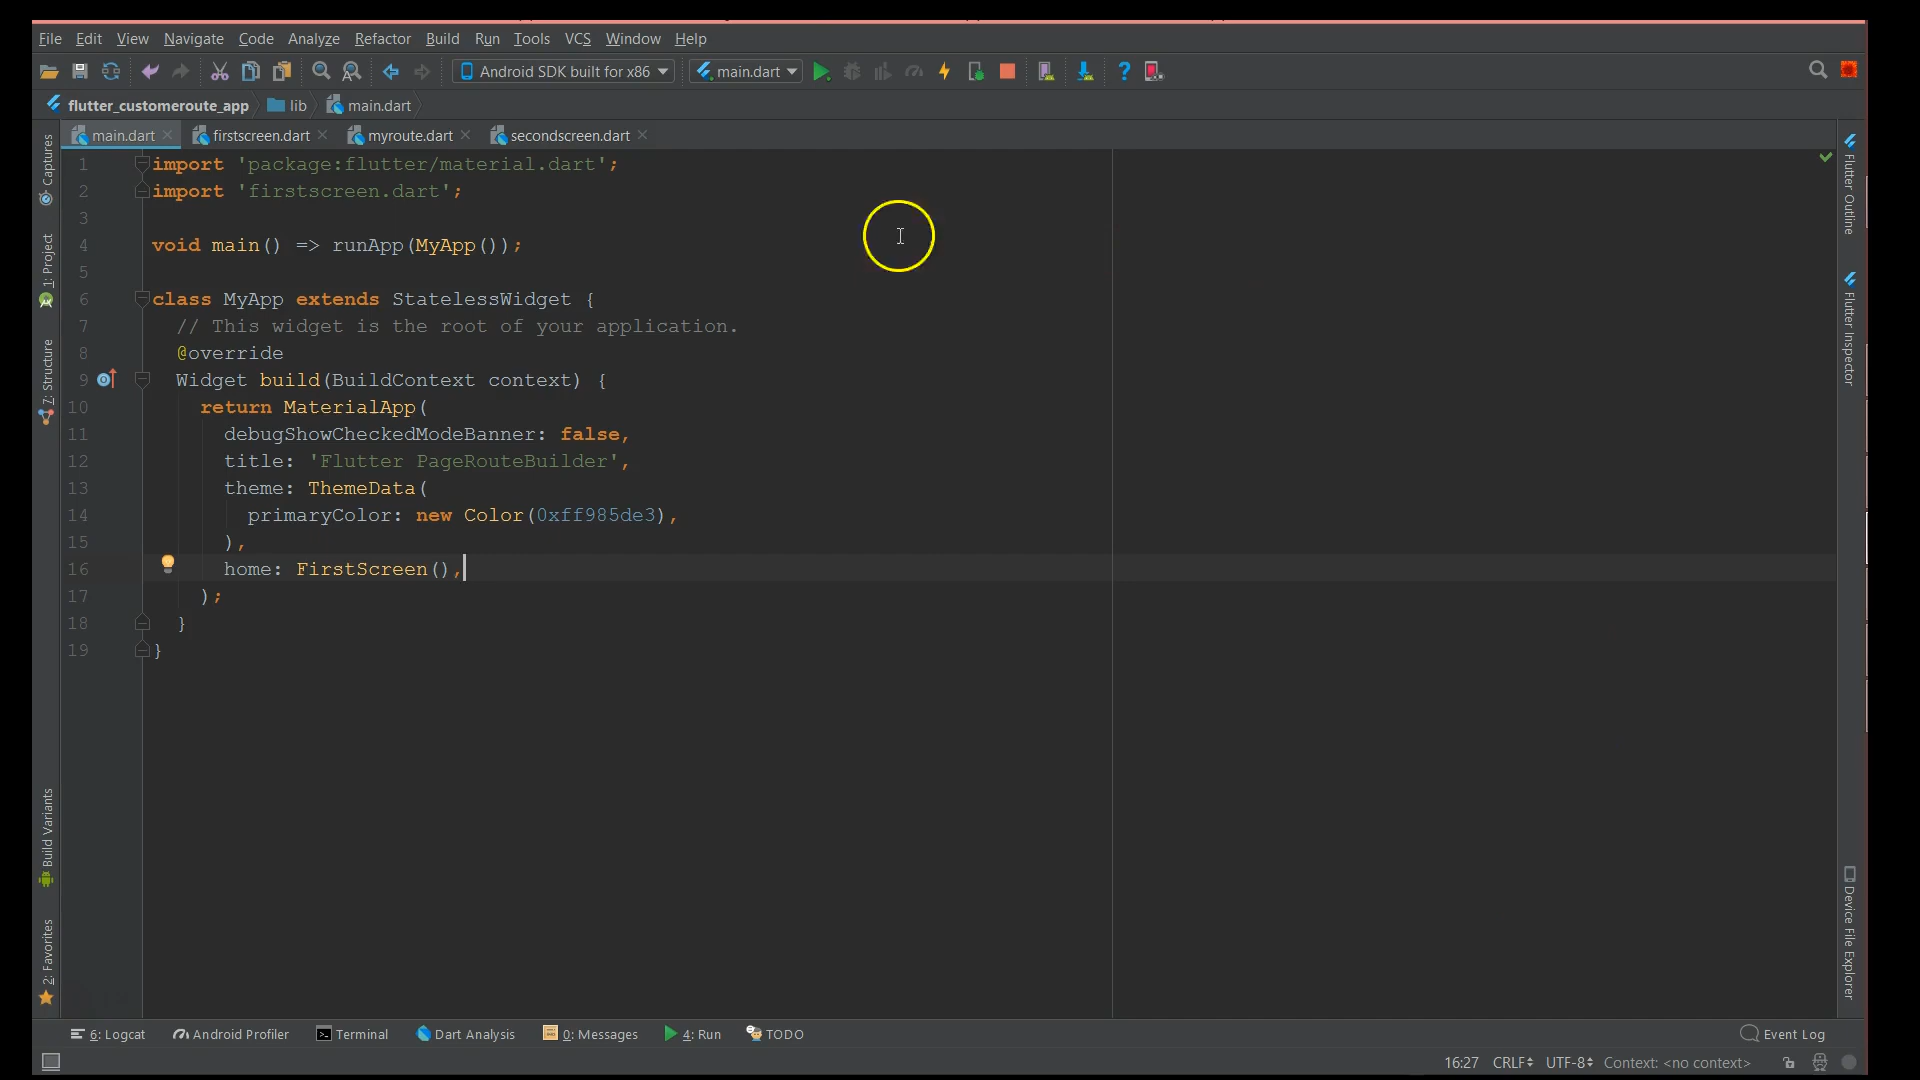 File Edit View Navigate Code Analyze Refactor Build Run Tools VCS Window Help
Android SDK built for x86 main.dart
flutter_customeroute_app lib main.dart
main.dart firstscreen.dart myroute.dart secondscreen.dart
1 import 'package:flutter/material.dart';
2 import 'firstscreen.dart';
3
4 void main() => runApp(MyApp());
5
6 class MyApp extends StatelessWidget {
7 // This widget is the root of your application.
8 @override
9 Widget build(BuildContext context) {
10 return MaterialApp(
11 debugShowCheckedModeBanner: false,
12 title: 'Flutter PageRouteBuilder',
13 theme: ThemeData(
14 primaryColor: new Color(0xff985de3),
15 ),
16 home: FirstScreen(),
17 );
18 }
19 }
Captures
1: Project
7: Structure
Build Variants
2: Favorites
Flutter Outline
Flutter Inspector
Device File Explorer
6: Logcat Android Profiler Terminal Dart Analysis 0: Messages 4: Run TODO Event Log
16:27 CRLF UTF-8 Context: <no context>